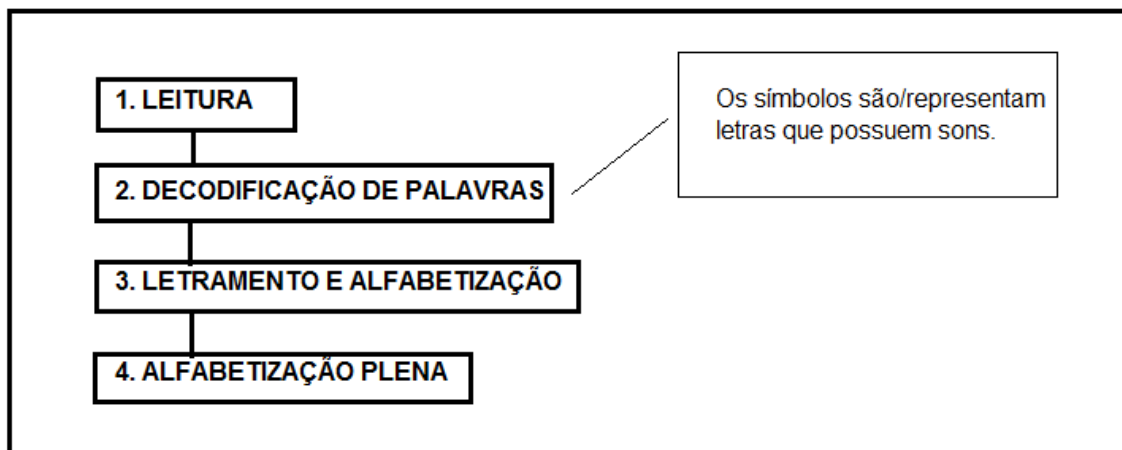 1. LEITURA
Os símbolos são/representam
letras que possuem sons.
2. DECODIFICAÇÃO DE PALAVRAS
3. LETRAMENTO E ALFABETIZAÇÃO
4. ALFABETIZAÇÃO PLENA